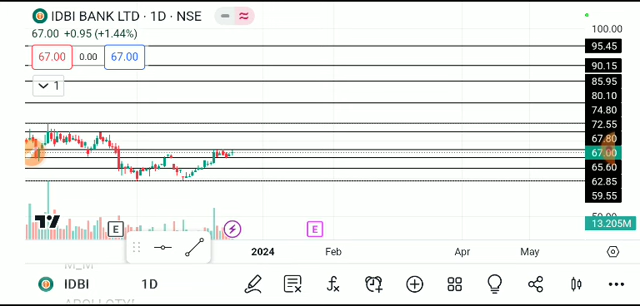 IDBI BANK LTD · 1D · NSE
67.00 +0.95 (+1.44%)
67.00 0.00 67.00
1
100.00
95.45
90.15
85.95
80.10
74.80
72.55
67.80
67.00
65.60
62.85
59.55
13.205M
E
E
2024 Feb Apr May
IDBI 1D